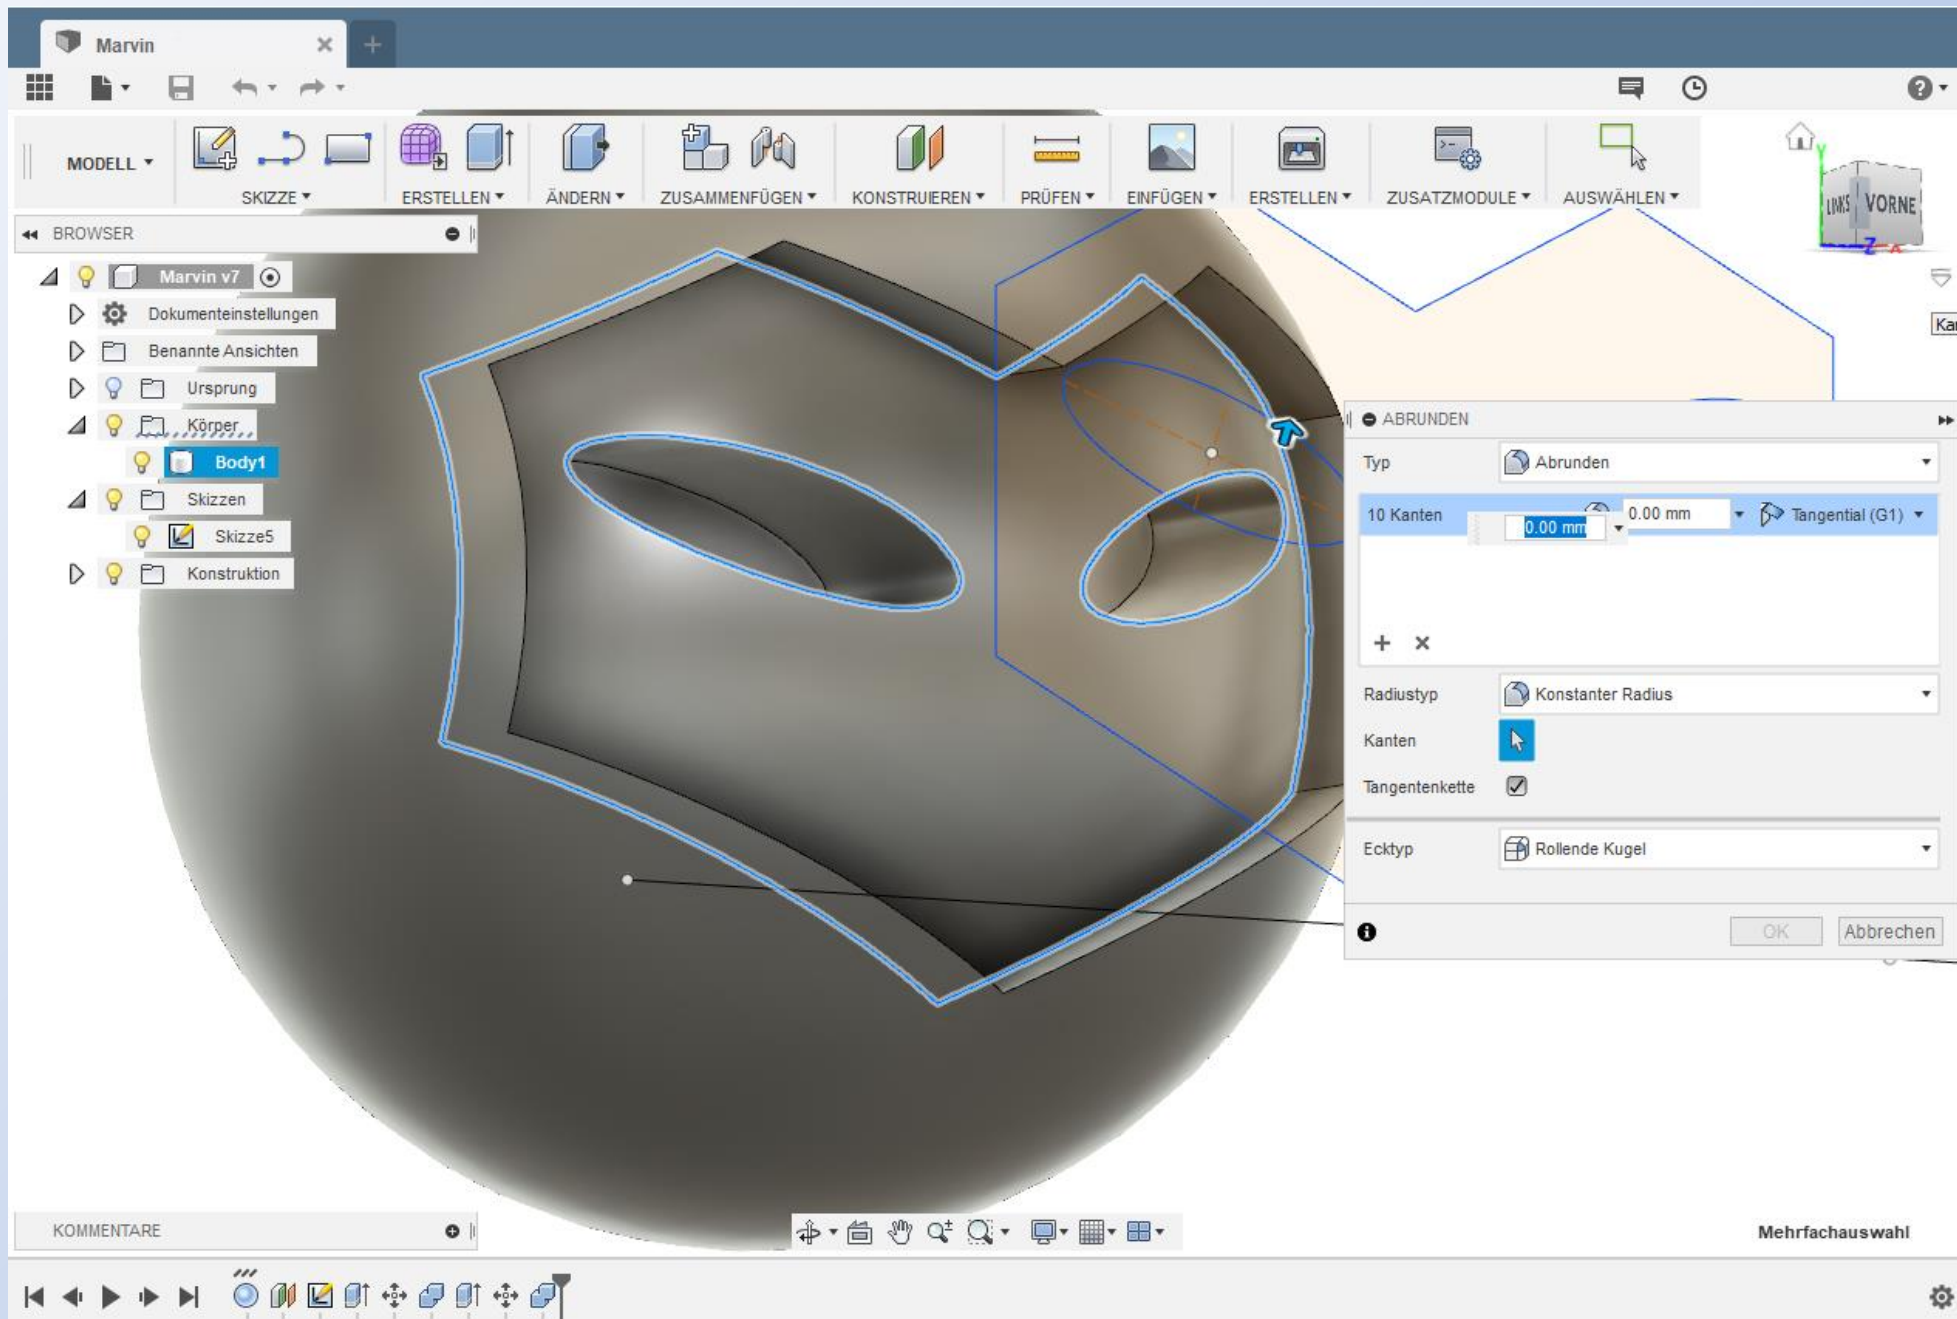 Marvin
MODELL
SKIZZE
ERSTELLEN
ÄNDERN
ZUSAMMENFÜGEN
KONSTRUIEREN
PRÜFEN
EINFÜGEN
ERSTELLEN
ZUSATZMODULE
AUSWÄHLEN
Y
LINKS
VORNE
Z
X
BROWSER
Marvin v7
Dokumenteinstellungen
Benannte Ansichten
Ursprung
Körper
Body1
Skizzen
Skizze5
Konstruktion
Kan
ABRUNDEN
Typ
Abrunden
10 Kanten
0.00 mm
0.00 mm
Tangential (G1)
Radiustyp
Konstanter Radius
Kanten
Tangentenkette
Ecktyp
Rollende Kugel
OK
Abbrechen
KOMMENTARE
Mehrfachauswahl